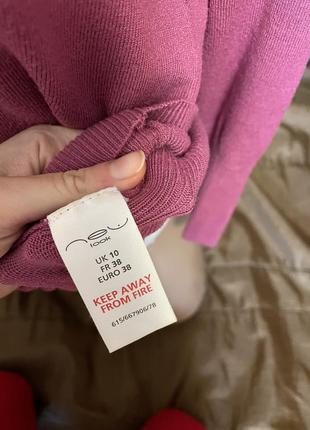 new
look
UK 10
FR 38
EURO 38
KEEP AWAY
FROM FIRE
615/667906/78